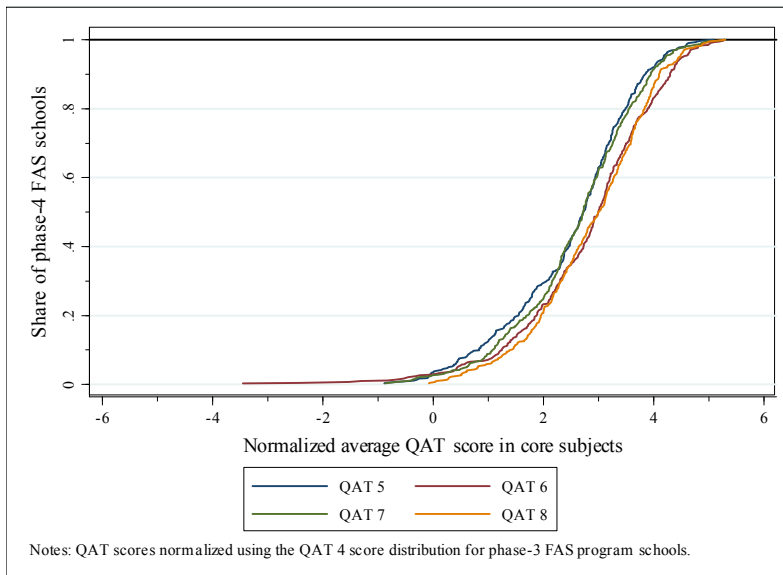 1
.8
.6
.4
.2
0
Share of phase-4 FAS schools
-6 -4 -2 0 2 4 6
Normalized average QAT score in core subjects
QAT 5 QAT 6
QAT 7 QAT 8
Notes: QAT scores normalized using the QAT 4 score distribution for phase-3 FAS program schools.